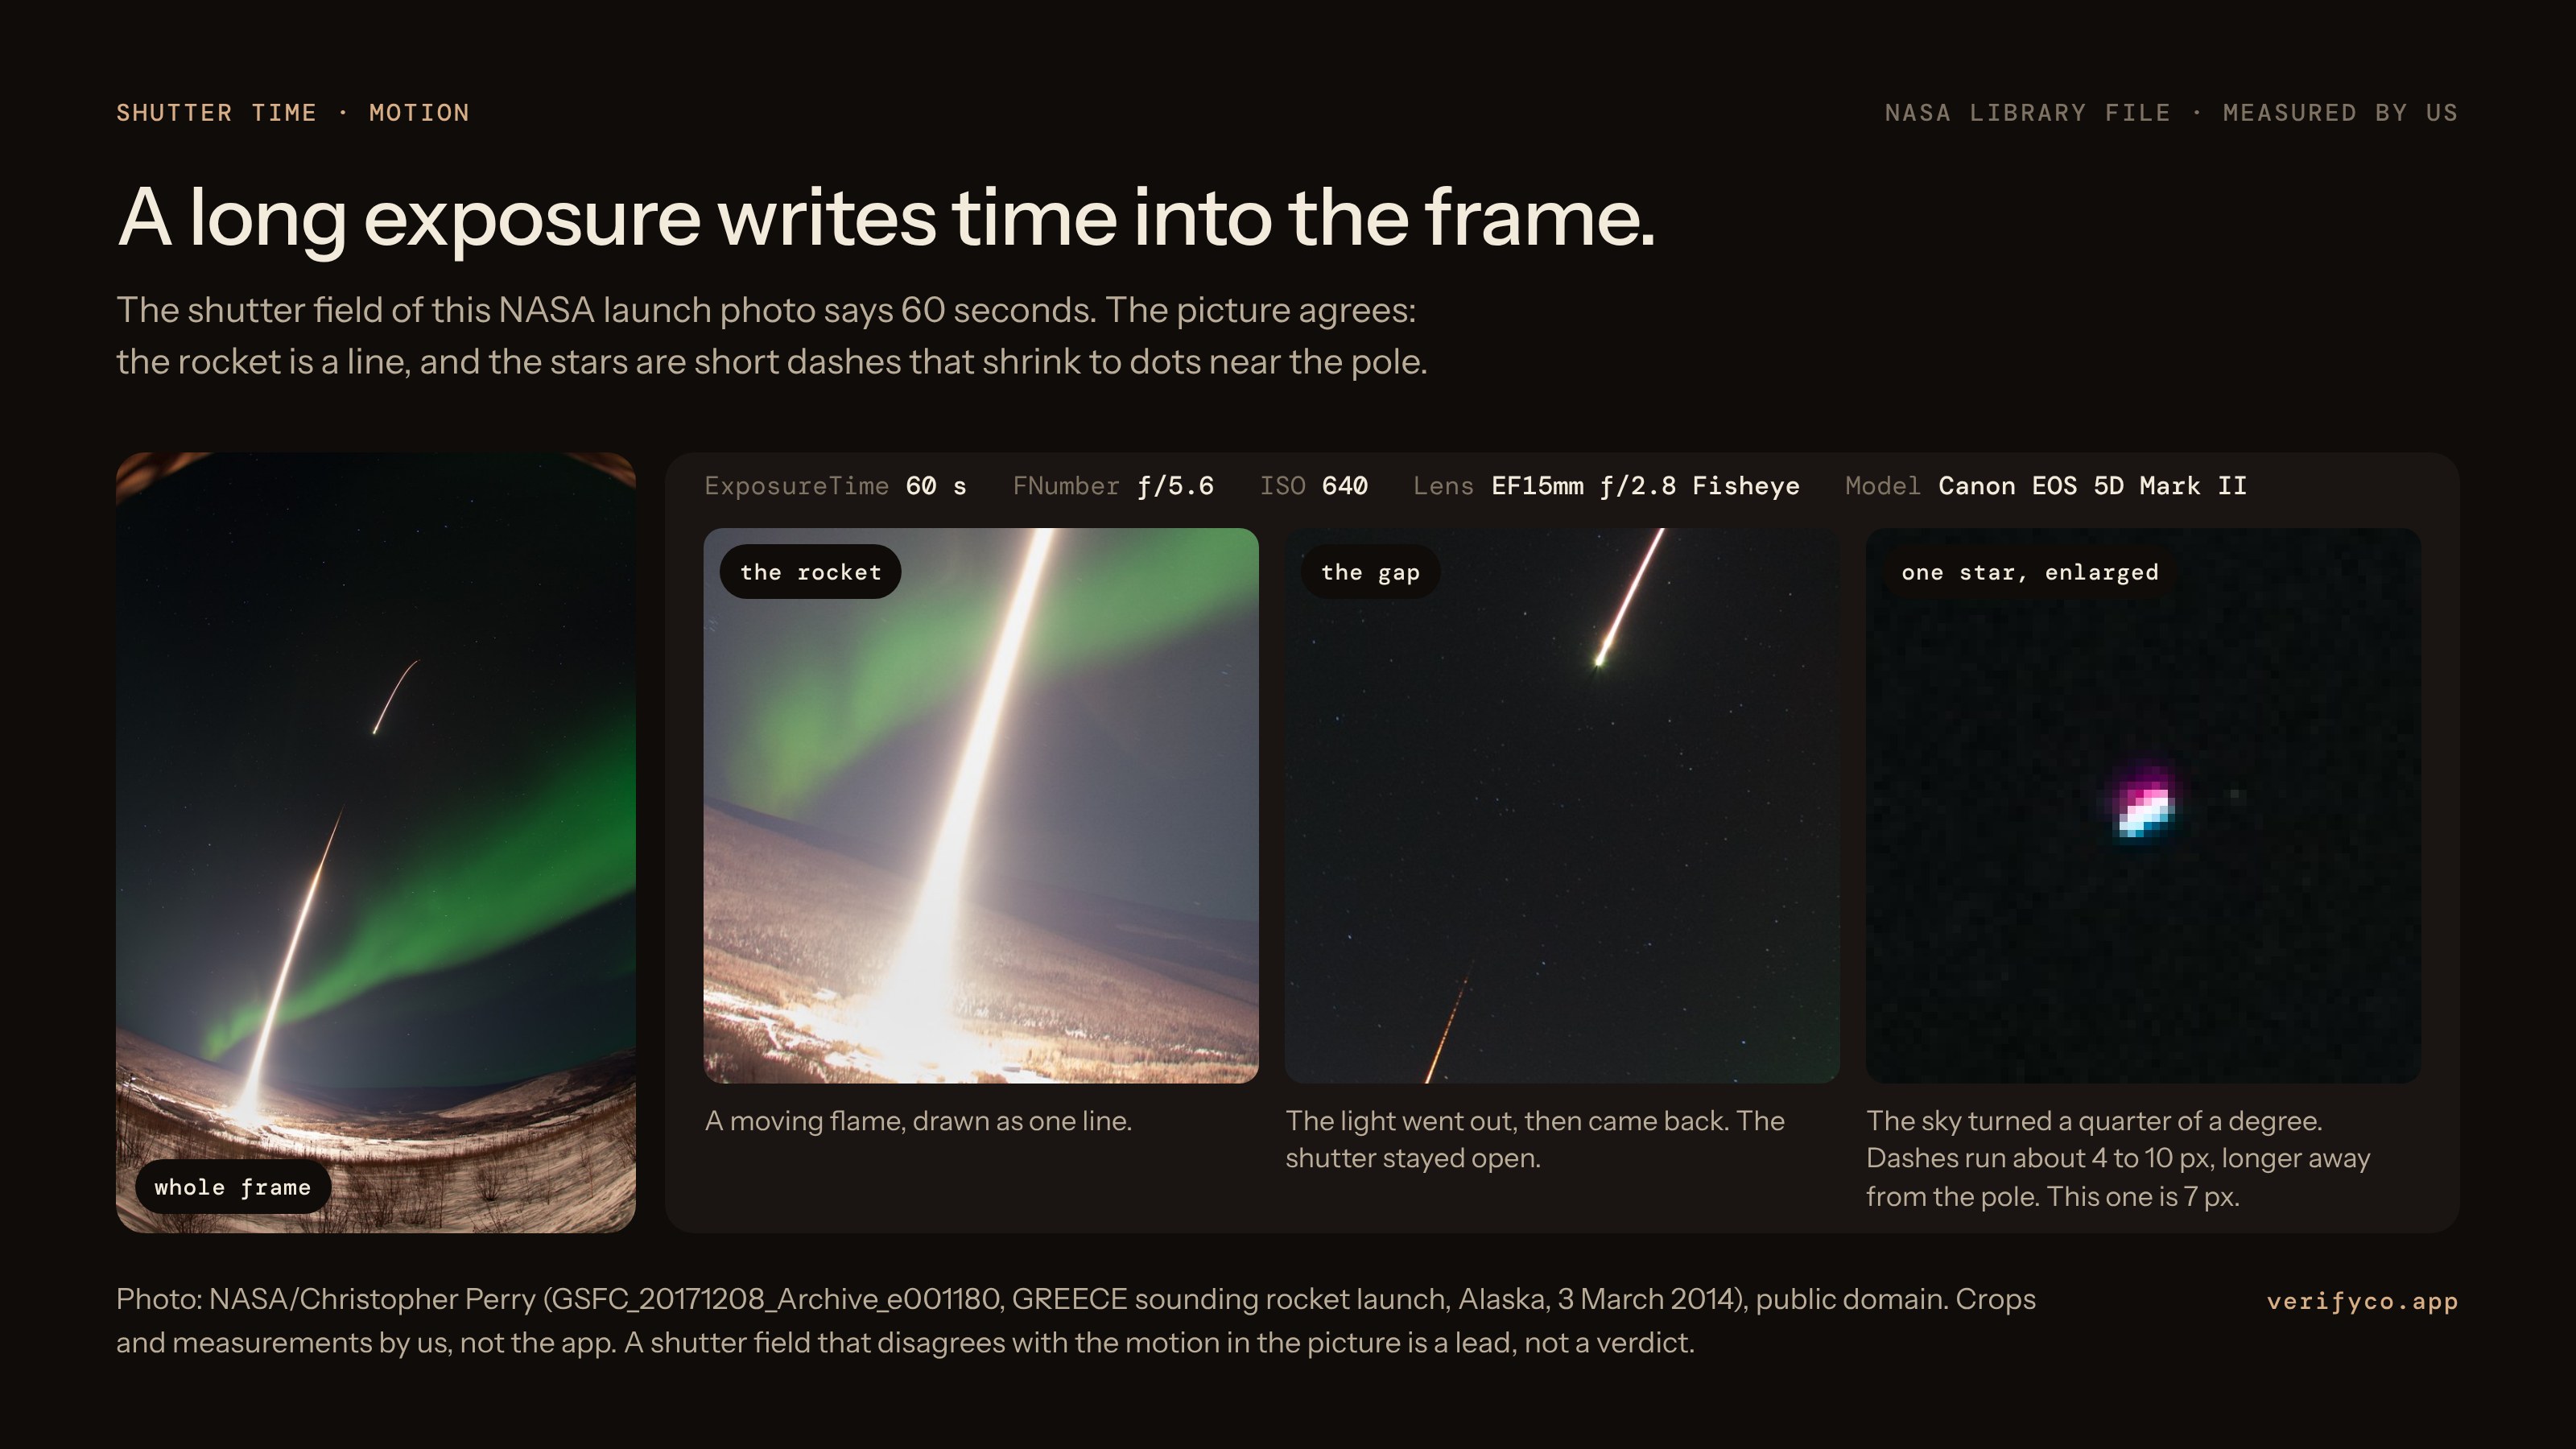 SHUTTER TIME · MOTION
NASA LIBRARY FILE · MEASURED BY US
A long exposure writes time into the frame.
The shutter field of this NASA launch photo says 60 seconds. The picture agrees:
the rocket is a line, and the stars are short dashes that shrink to dots near the pole.
whole frame
ExposureTime 60 s FNumber ƒ/5.6 ISO 640 Lens EF15mm ƒ/2.8 Fisheye Model Canon EOS 5D Mark II
the rocket
A moving flame, drawn as one line.
the gap
The light went out, then came back. The
shutter stayed open.
one star, enlarged
The sky turned a quarter of a degree.
Dashes run about 4 to 10 px, longer away
from the pole. This one is 7 px.
Photo: NASA/Christopher Perry (GSFC_20171208_Archive_e001180, GREECE sounding rocket launch, Alaska, 3 March 2014), public domain. Crops
and measurements by us, not the app. A shutter field that disagrees with the motion in the picture is a lead, not a verdict.
verifyco.app